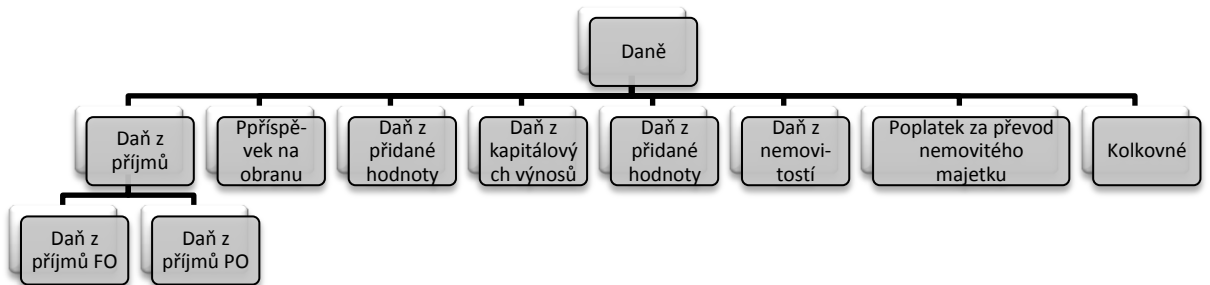 Daně
Daň z
příjmů
Ppříspě-
vek na
obranu
Daň z
přidané
hodnoty
Daň z
kapitálový
ch výnosů
Daň z
přidané
hodnoty
Daň z
nemovi-
tostí
Poplatek za převod
nemovitého
majetku
Kolkovné
Daň z
příjmů FO
Daň z
příjmů PO